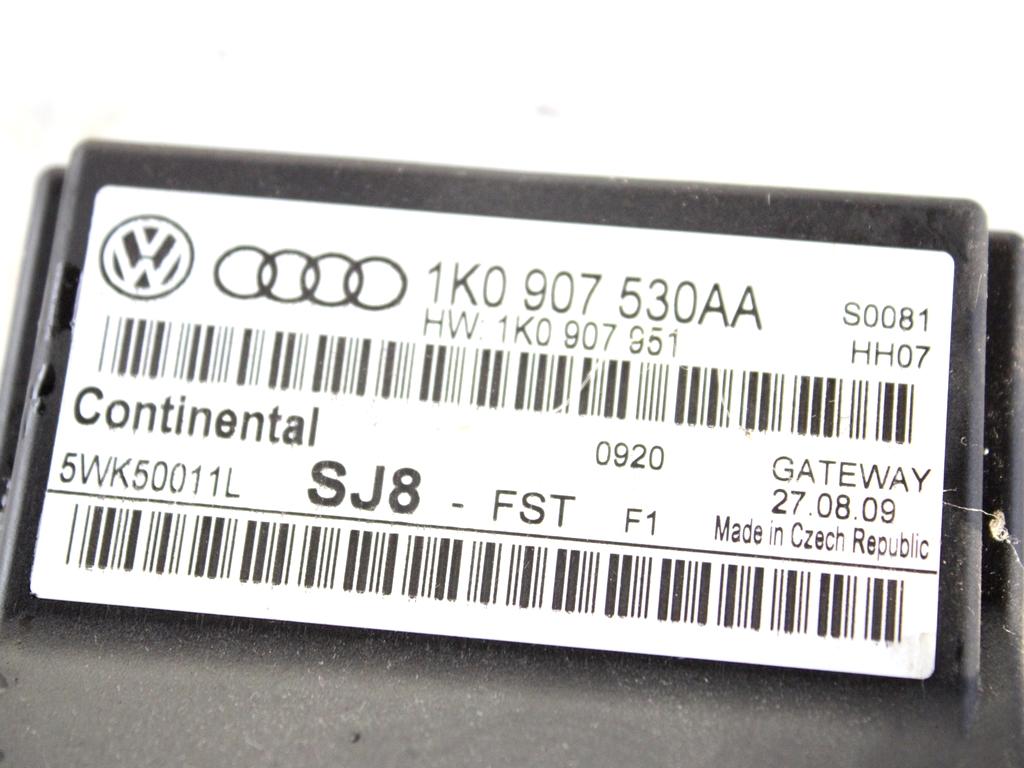 1K0 907 530AA S0081
HW: 1K0 907 951 HH07
Continental
0920 GATEWAY
5WK50011L SJ8 - FST F1 27.08.09
Made in Czech Republic